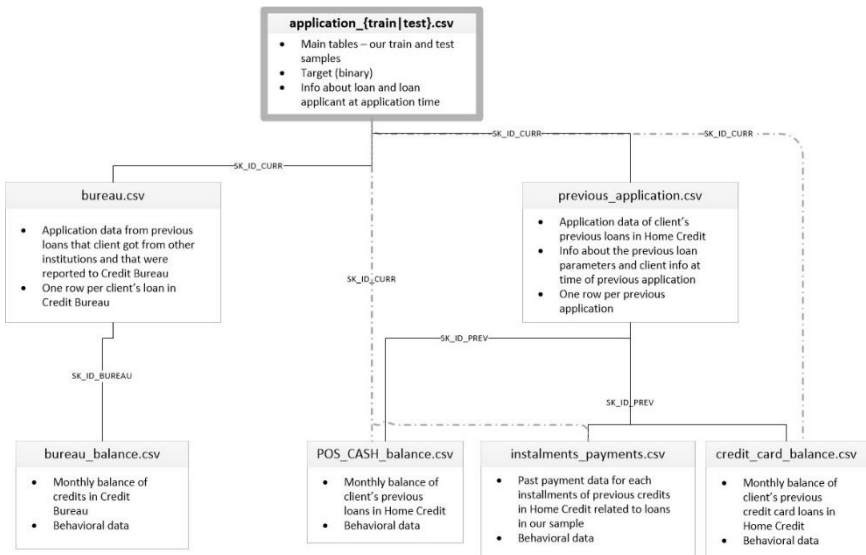 application_{train|test}.csv
• Main tables – our train and test
samples
• Target (binary)
• Info about loan and loan
applicant at application time
SK_ID_CURR
SK_ID_CURR
SK_ID_CURR
bureau.csv
• Application data from previous
loans that client got from other
institutions and that were
reported to Credit Bureau
• One row per client's loan in
Credit Bureau
SK_ID_CURR
previous_application.csv
• Application data of client's
previous loans in Home Credit
• Info about the previous loan
parameters and client info at
time of previous application
• One row per previous
application
SK_ID_PREV
SK_ID_BUREAU
SK_ID_PREV
bureau_balance.csv
• Monthly balance of
credits in Credit
Bureau
• Behavioral data
POS_CASH_balance.csv
• Monthly balance of
client's previous
loans in Home Credit
• Behavioral data
instalments_payments.csv
• Past payment data for each
installments of previous credits
in Home Credit related to loans
in our sample
• Behavioral data
credit_card_balance.csv
• Monthly balance of
client's previous
credit card loans in
Home Credit
• Behavioral data